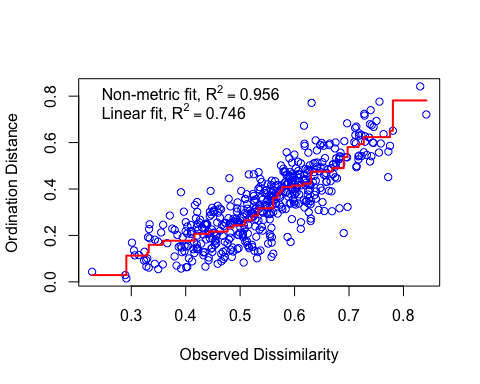 Non-metric fit, R² = 0.956
Linear fit, R² = 0.746
Ordination Distance
0.0 0.2 0.4 0.6 0.8
0.3 0.4 0.5 0.6 0.7 0.8
Observed Dissimilarity